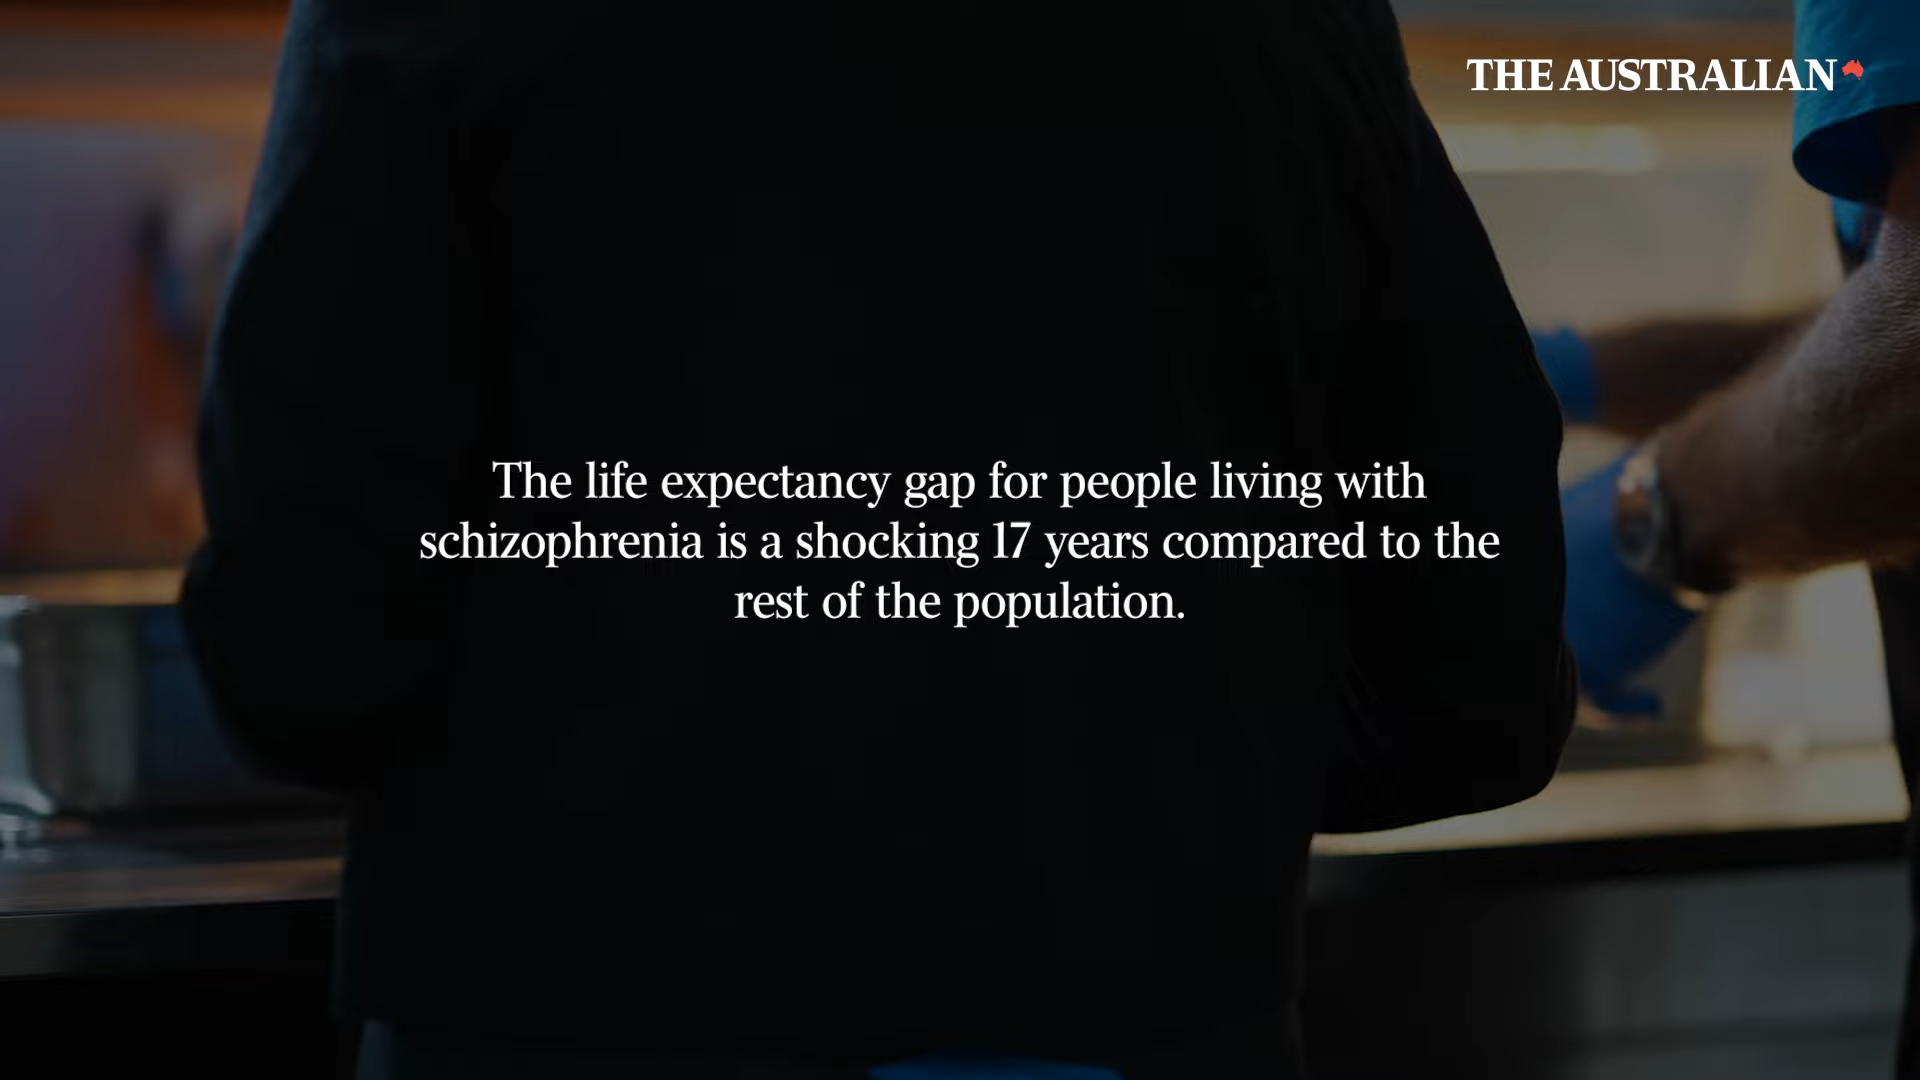 THE AUSTRALIAN
The life expectancy gap for people living with
schizophrenia is a shocking 17 years compared to the
rest of the population.